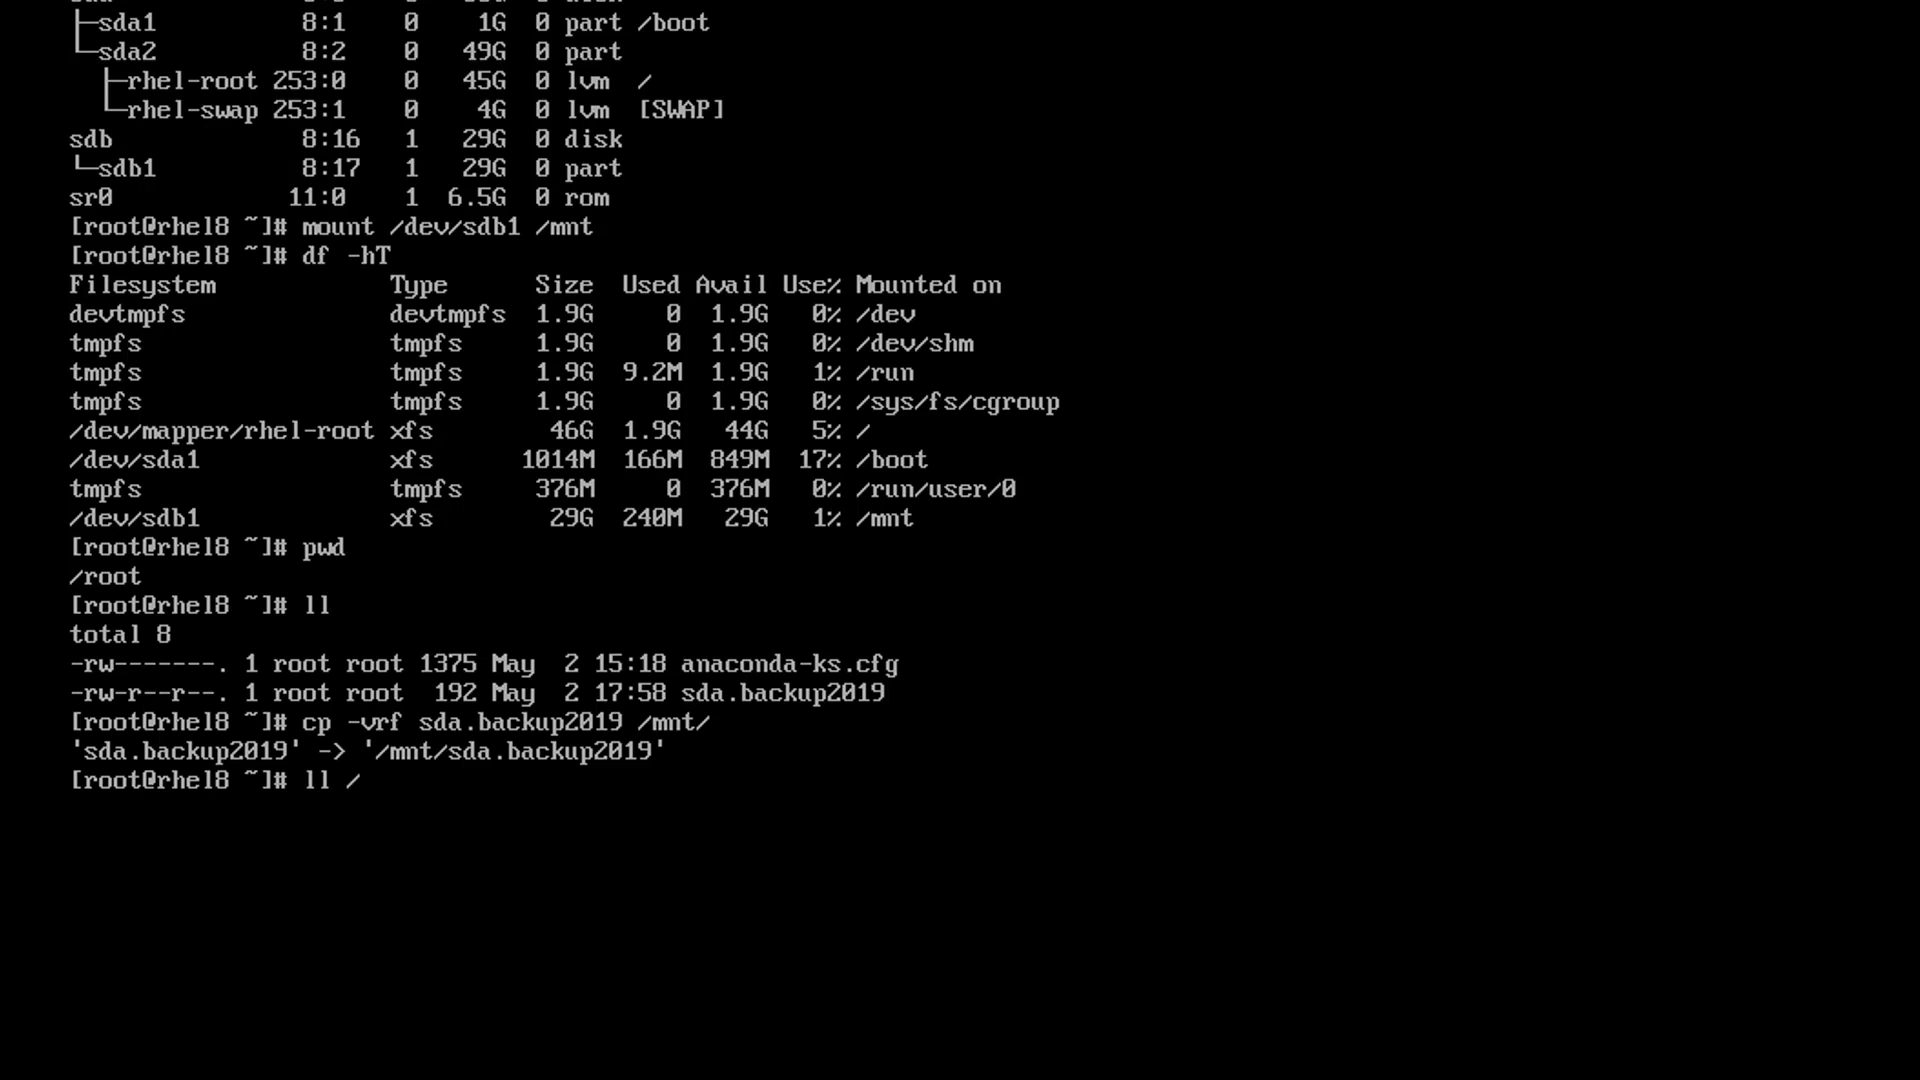 ├─sda1          8:1    0    1G  0 part /boot
└─sda2          8:2    0   49G  0 part
  ├─rhel-root 253:0    0   45G  0 lvm  /
  └─rhel-swap 253:1    0    4G  0 lvm  [SWAP]
sdb             8:16   1   29G  0 disk
└─sdb1          8:17   1   29G  0 part
sr0            11:0    1  6.5G  0 rom
[root@rhel8 ~]# mount /dev/sdb1 /mnt
[root@rhel8 ~]# df -hT
Filesystem            Type      Size  Used Avail Use% Mounted on
devtmpfs              devtmpfs  1.9G     0  1.9G   0% /dev
tmpfs                 tmpfs     1.9G     0  1.9G   0% /dev/shm
tmpfs                 tmpfs     1.9G  9.2M  1.9G   1% /run
tmpfs                 tmpfs     1.9G     0  1.9G   0% /sys/fs/cgroup
/dev/mapper/rhel-root xfs        46G  1.9G   44G   5% /
/dev/sda1             xfs      1014M  166M  849M  17% /boot
tmpfs                 tmpfs     376M     0  376M   0% /run/user/0
/dev/sdb1             xfs        29G  240M   29G   1% /mnt
[root@rhel8 ~]# pwd
/root
[root@rhel8 ~]# ll
total 8
-rw-------. 1 root root 1375 May  2 15:18 anaconda-ks.cfg
-rw-r--r--. 1 root root  192 May  2 17:58 sda.backup2019
[root@rhel8 ~]# cp -vrf sda.backup2019 /mnt/
'sda.backup2019' -> '/mnt/sda.backup2019'
[root@rhel8 ~]# ll /